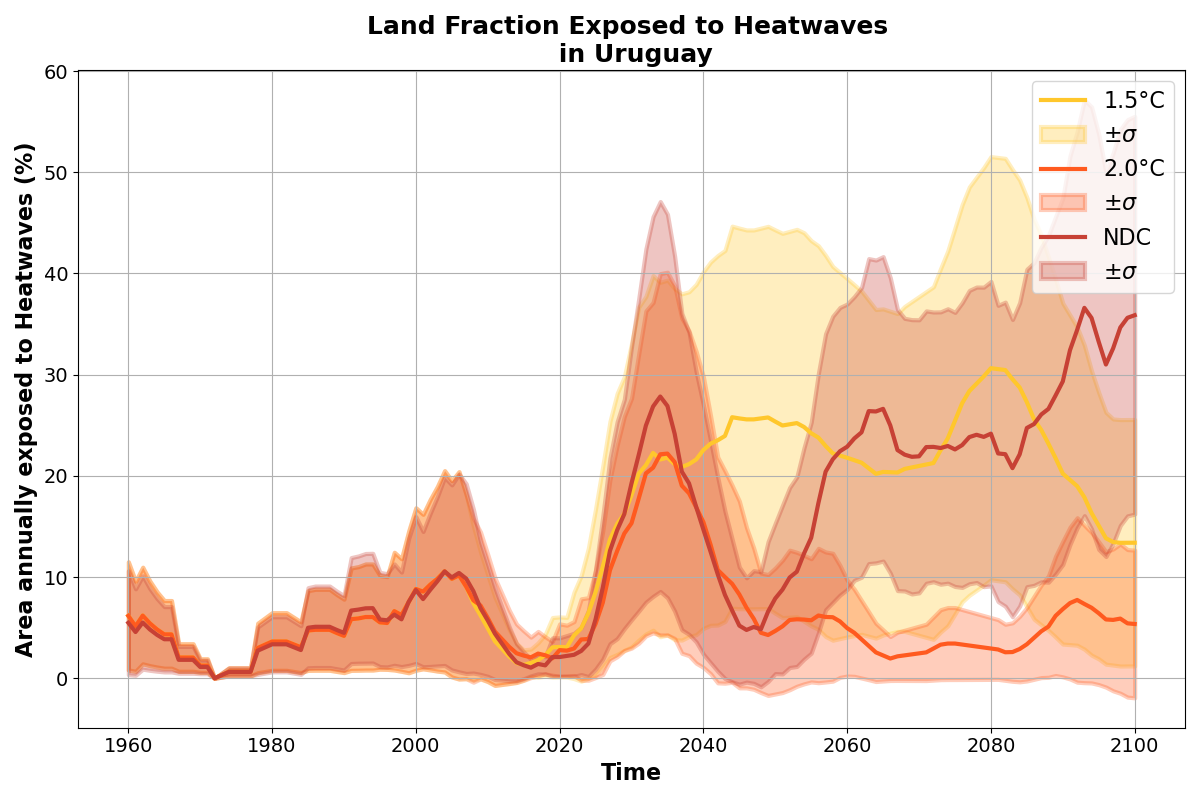 Land Fraction Exposed to Heatwaves
in Uruguay
Area annually exposed to Heatwaves (%)
60
50
40
30
20
10
0
1.5°C
±σ
2.0°C
±σ
NDC
±σ
1960
1980
2000
2020
2040
2060
2080
2100
Time